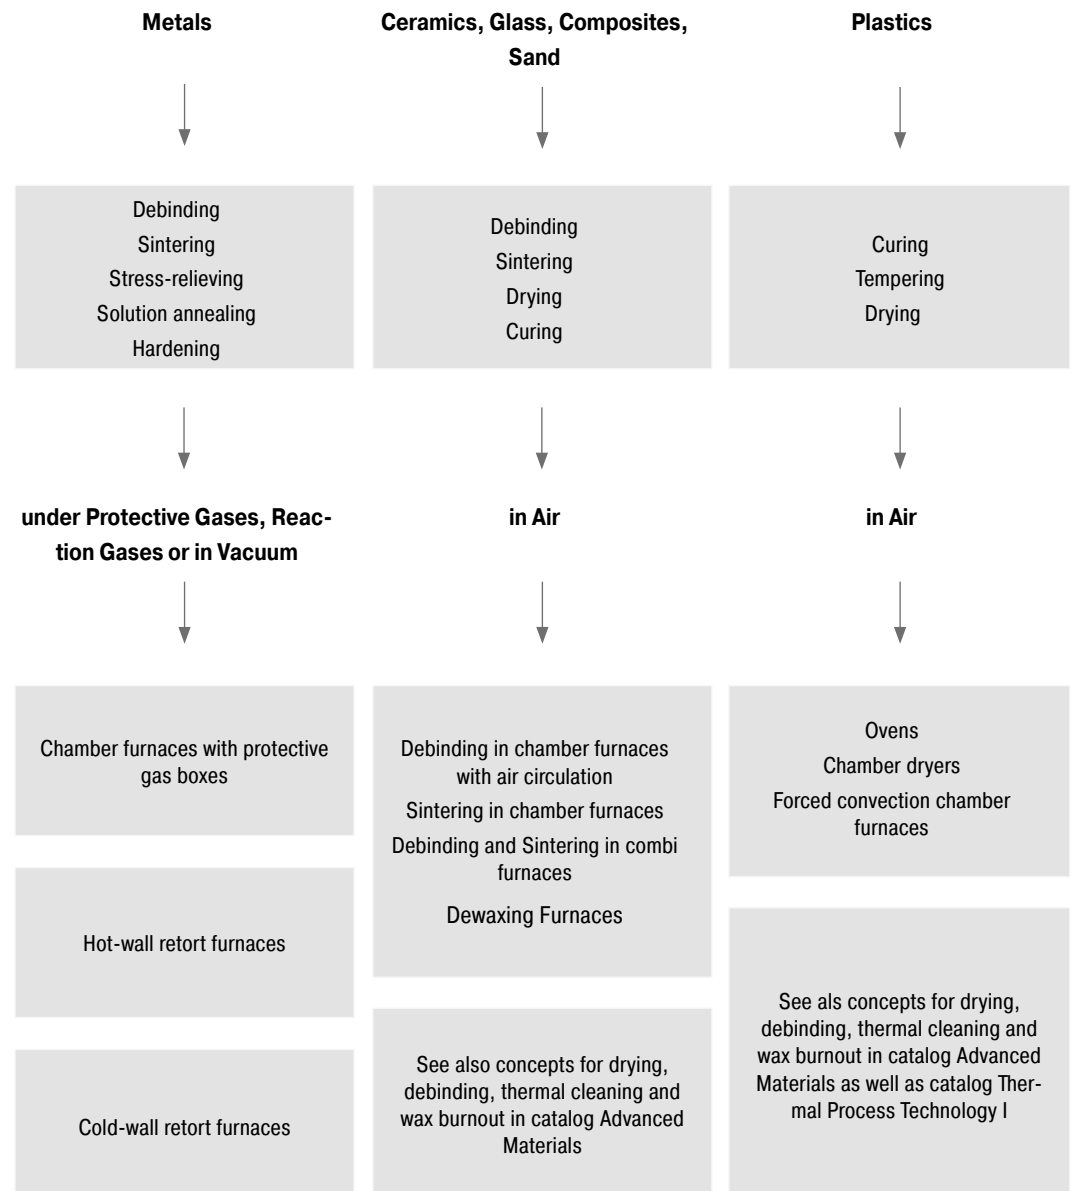 Metals
Ceramics, Glass, Composites,
Sand
Plastics
Debinding
Sintering
Stress-relieving
Solution annealing
Hardening
Debinding
Sintering
Drying
Curing
Curing
Tempering
Drying
under Protective Gases, Reac-
tion Gases or in Vacuum
in Air
in Air
Chamber furnaces with protective
gas boxes
Hot-wall retort furnaces
Cold-wall retort furnaces
Debinding in chamber furnaces
with air circulation
Sintering in chamber furnaces
Debinding and Sintering in combi
furnaces
Dewaxing Furnaces
See also concepts for drying,
debinding, thermal cleaning and
wax burnout in catalog Advanced
Materials
Ovens
Chamber dryers
Forced convection chamber
furnaces
See als concepts for drying,
debinding, thermal cleaning and
wax burnout in catalog Advanced
Materials as well as catalog Ther-
mal Process Technology I